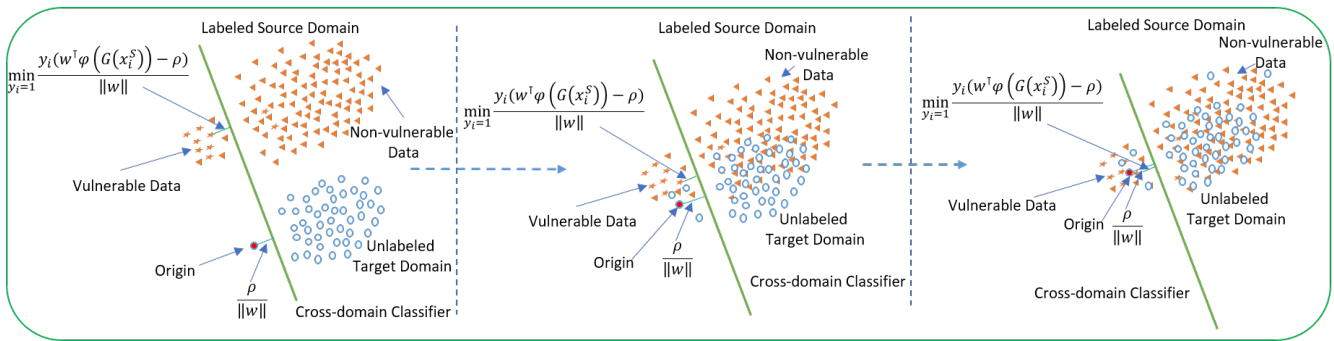 Labeled Source Domain
min y_i=1 y_i(w^⊤φ(G(x_i^S)) − ρ) / ‖w‖
Non-vulnerable
Data
Vulnerable Data
Unlabeled
Target Domain
Origin
ρ / ‖w‖
Cross-domain Classifier
Labeled Source Domain
Non-vulnerable
Data
min y_i=1 y_i(w^⊤φ(G(x_i^S)) − ρ) / ‖w‖
Vulnerable Data
Unlabeled
Target Domain
Origin
ρ / ‖w‖
Cross-domain Classifier
Labeled Source Domain
Non-vulnerable
Data
min y_i=1 y_i(w^⊤φ(G(x_i^S)) − ρ) / ‖w‖
Vulnerable Data
Unlabeled
Target Domain
Origin
ρ / ‖w‖
Cross-domain Classifier